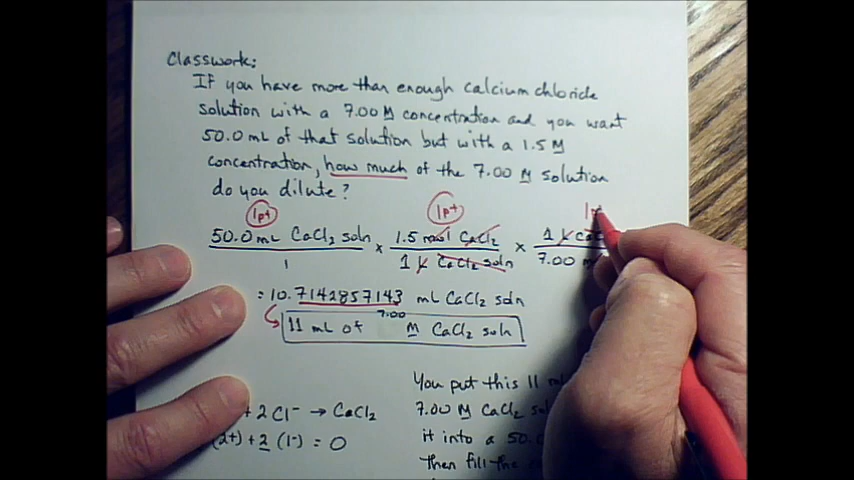 Classwork:
If you have more than enough calcium chloride
solution with a 7.00 M concentration and you want
50.0 mL of that solution but with a 1.5 M
concentration, how much of the 7.00 M solution
do you dilute?
1pt 1pt 1p
50.0 mL CaCl₂ soln × 1.5 mol CaCl₂ × 1 L
1 1 L CaCl₂ soln 7.00
= 10.7142857143 mL CaCl₂ soln
11 mL of 7.00 M CaCl₂ soln
You put this 11
+ 2 Cl⁻ → CaCl₂ 7.00 M CaCl₂
(2+) + 2 (1-) = 0 it into a 50.
then fill the